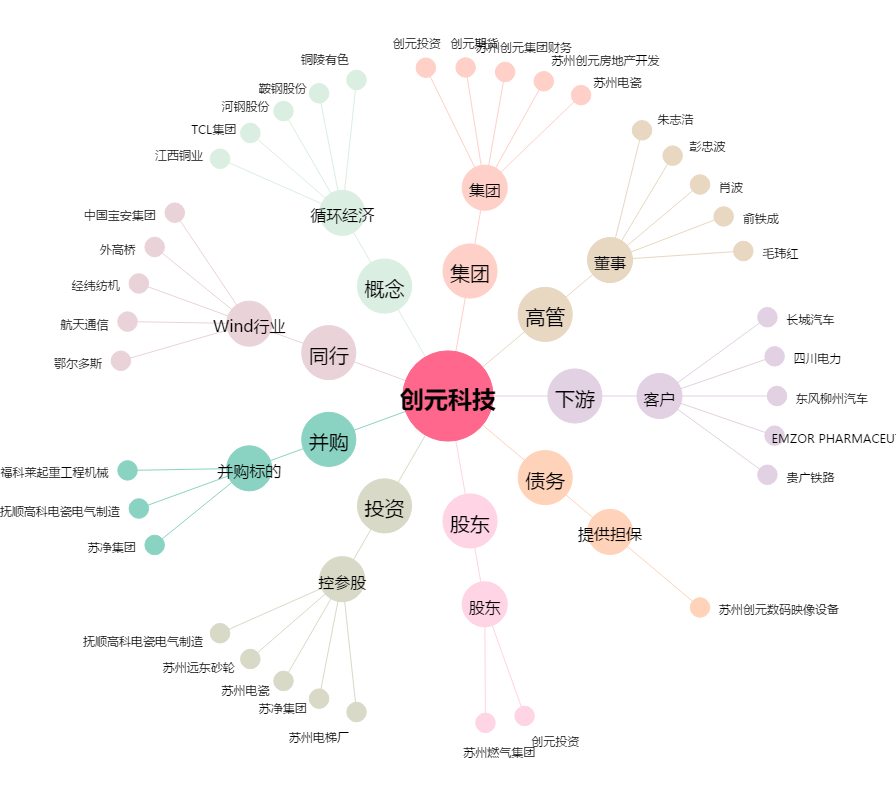 创元投资
创元期货
苏州创元集团财务
苏州创元房地产开发
苏州电瓷
集团
集团
铜陵有色
鞍钢股份
河钢股份
TCL集团
江西铜业
循环经济
概念
朱志浩
彭忠波
肖波
俞铁成
毛玮红
董事
高管
中国宝安集团
外高桥
经纬纺机
航天通信
鄂尔多斯
Wind行业
同行
创元科技
长城汽车
四川电力
东风柳州汽车
EMZOR PHARMACEU
贵广铁路
客户
下游
并购
并购标的
福科莱起重工程机械
抚顺高科电瓷电气制造
苏净集团
债务
提供担保
苏州创元数码映像设备
投资
控参股
抚顺高科电瓷电气制造
苏州远东砂轮
苏州电瓷
苏净集团
苏州电梯厂
股东
股东
创元投资
苏州燃气集团